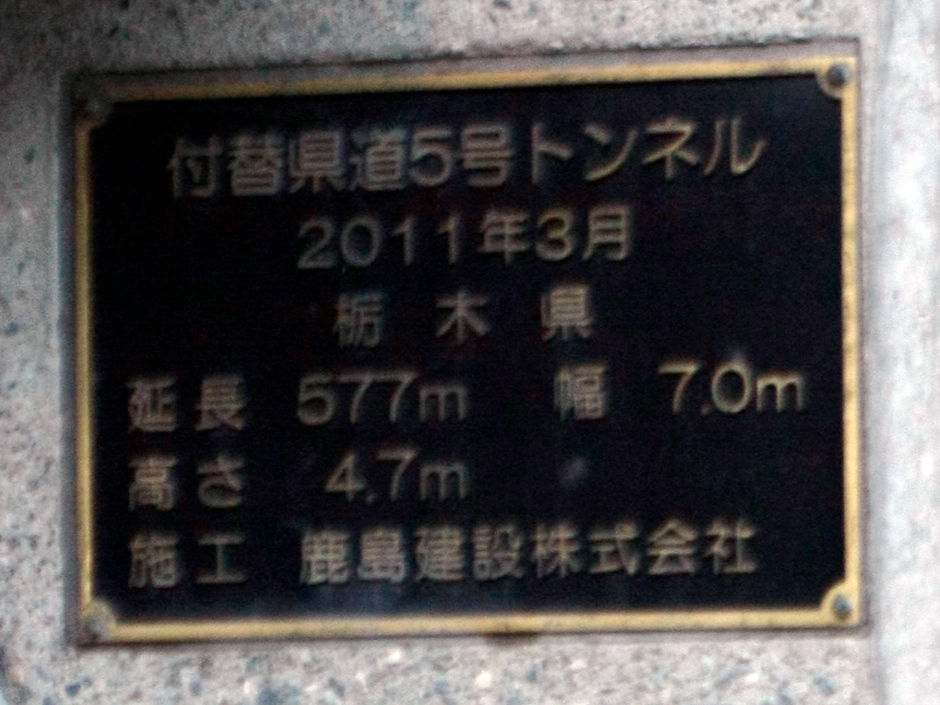 付替県道5号トンネル
2011年3月
栃木県
延長 577m 幅 7.0m
高さ 4.7m
施工 鹿島建設株式会社